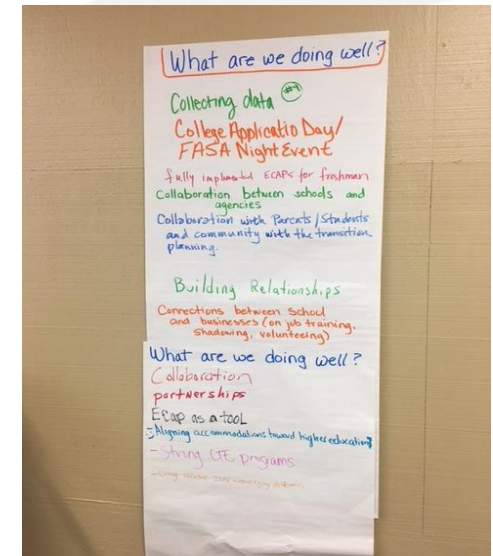 What are we doing well?
Collecting data #1
College Applicatio Day/
FASA Night Event
fully implemented ECAPs for freshman
Collaboration between schools and
agencies
Collaboration with Parents/Students
and community with the transition
planning.
Building Relationships
Connections between school
and businesses (on job training,
shadowing, volunteering)
What are we doing well?
Collaboration
partnerships
ECap as a tool
Aligning accommodations toward higher education
- Strong CTE programs